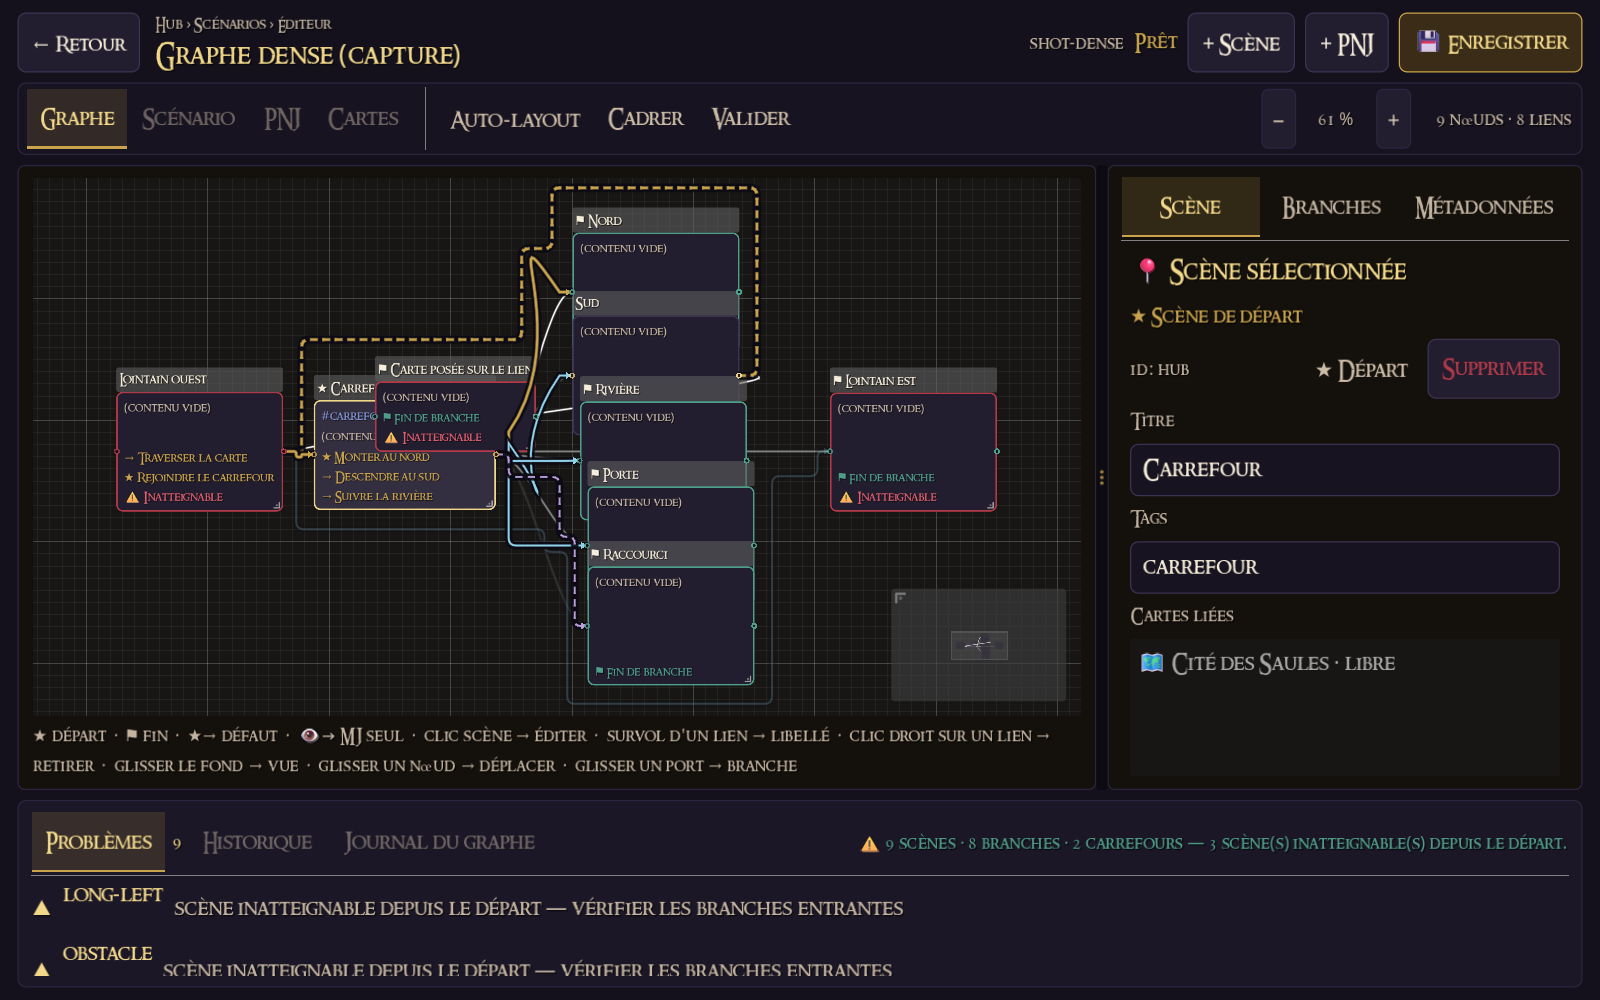 ← Retour
Hub › Scénarios › Éditeur
Graphe dense (capture)
shot-dense Prêt
+ Scène
+ PNJ
Enregistrer
Graphe Scénario PNJ Cartes
Auto-layout Cadrer Valider
− 61 % +
9 nœuds · 8 liens
Nord
(contenu vide)
Sud
(contenu vide)
Lointain ouest
(contenu vide)
→ Traverser la carte
★ Rejoindre le carrefour
⚠ Inatteignable
★ Carref
#carrefo
(contenu
★ Monter au nord
→ Descendre au sud
→ Suivre la rivière
Carte posée sur le lien
(contenu vide)
Fin de branche
⚠ Inatteignable
Rivière
(contenu vide)
Porte
(contenu vide)
Raccourci
(contenu vide)
Fin de branche
Lointain est
(contenu vide)
Fin de branche
⚠ Inatteignable
★ départ · ⚑ fin · ★→ défaut · 👁→ MJ seul · clic scène → éditer · survol d'un lien → libellé · clic droit sur un lien →
retirer · glisser le fond → vue · glisser un nœud → déplacer · glisser un port → branche
Scène Branches Métadonnées
📍 Scène sélectionnée
★ Scène de départ
id: hub
★ Départ
Supprimer
Titre
Carrefour
Tags
carrefour
Cartes liées
Cité des Saules · libre
Problèmes 9 Historique Journal du graphe
⚠ 9 scènes · 8 branches · 2 carrefours — 3 scène(s) inatteignable(s) depuis le départ.
▲ long-left scène inatteignable depuis le départ — vérifier les branches entrantes
▲ obstacle scène inatteignable depuis le départ — vérifier les branches entrantes